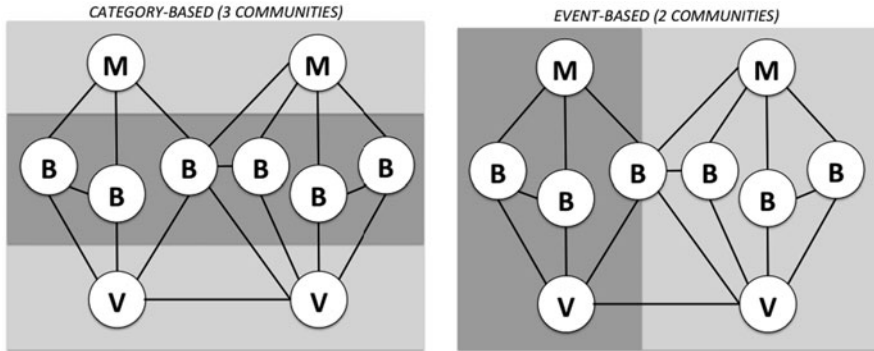 CATEGORY-BASED (3 COMMUNITIES)
M M
B B B B
B B
V V
EVENT-BASED (2 COMMUNITIES)
M M
B B B B
B B
V V